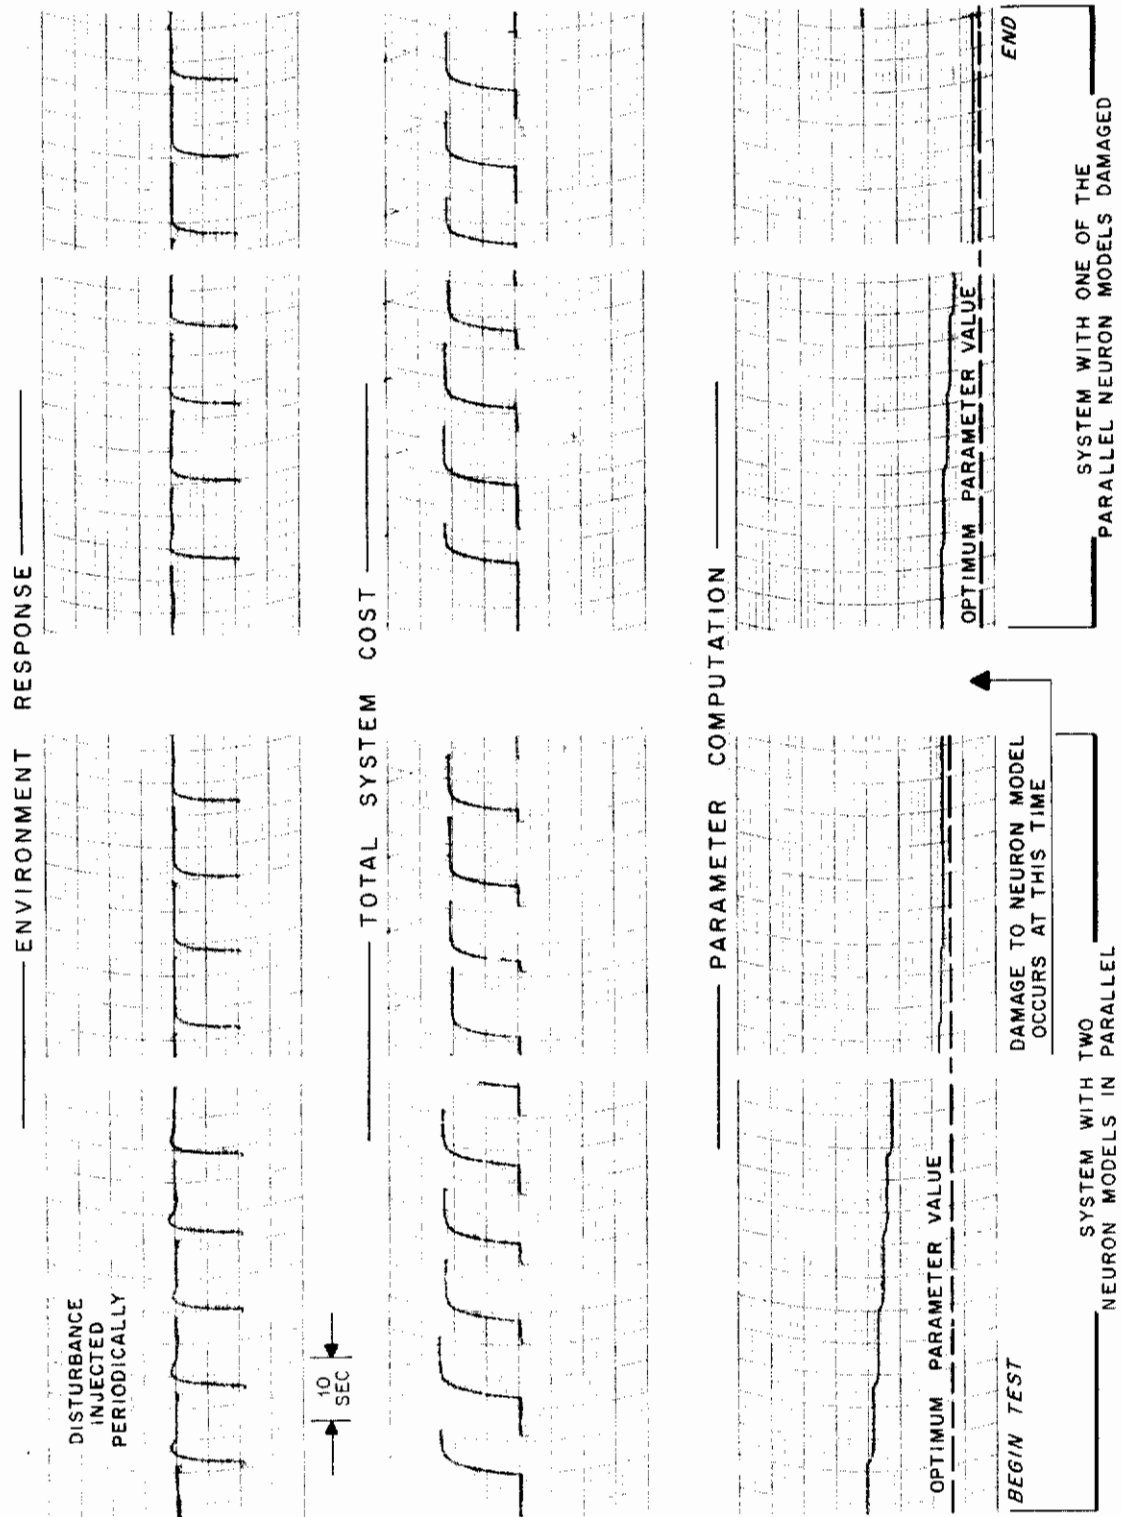 ENVIRONMENT RESPONSE
DISTURBANCE
INJECTED
PERIODICALLY
10
SEC
TOTAL SYSTEM COST
PARAMETER COMPUTATION
OPTIMUM PARAMETER VALUE
OPTIMUM PARAMETER VALUE
BEGIN TEST
DAMAGE TO NEURON MODEL
OCCURS AT THIS TIME
END
SYSTEM WITH TWO
NEURON MODELS IN PARALLEL
SYSTEM WITH ONE OF THE
PARALLEL NEURON MODELS DAMAGED